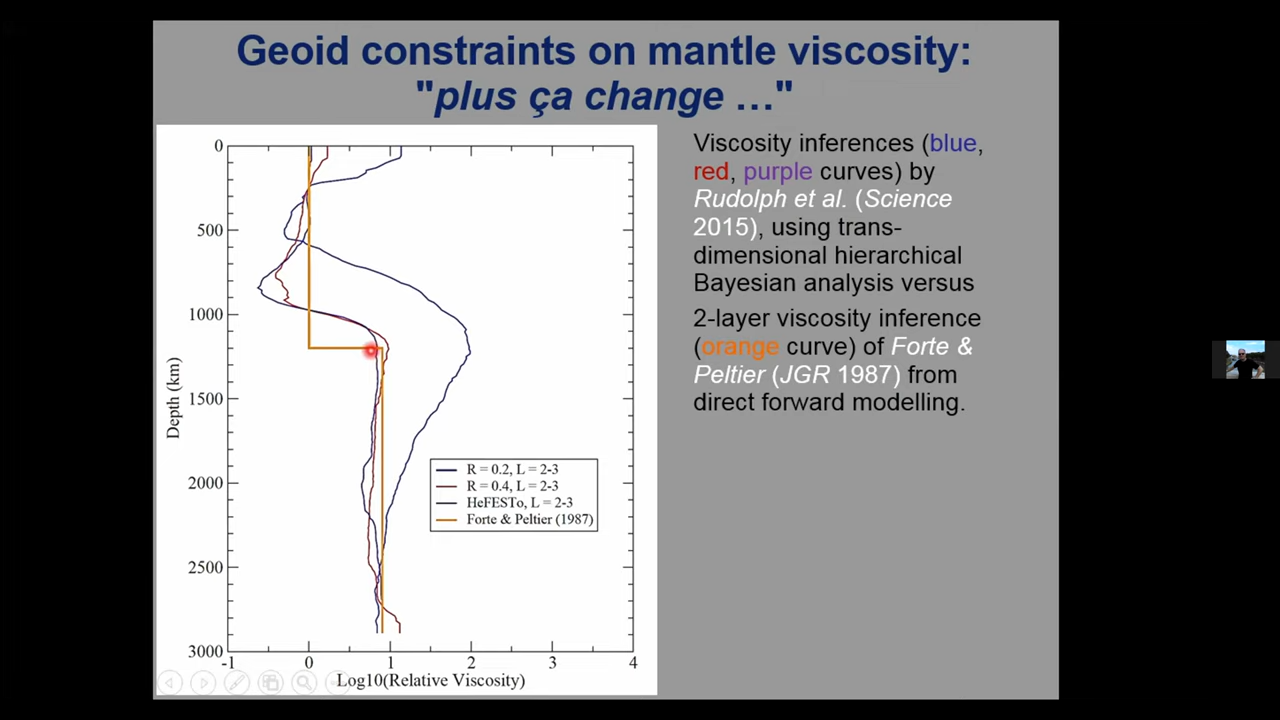 Geoid constraints on mantle viscosity:
"plus ça change ..."
0
500
1000
1500
2000
2500
3000
Depth (km)
-1
0
1
2
3
4
Log10(Relative Viscosity)
R = 0.2, L = 2-3
R = 0.4, L = 2-3
HeFESTo, L = 2-3
Forte & Peltier (1987)
Viscosity inferences (blue,
red, purple curves) by
Rudolph et al. (Science
2015), using trans-
dimensional hierarchical
Bayesian analysis versus
2-layer viscosity inference
(orange curve) of Forte &
Peltier (JGR 1987) from
direct forward modelling.